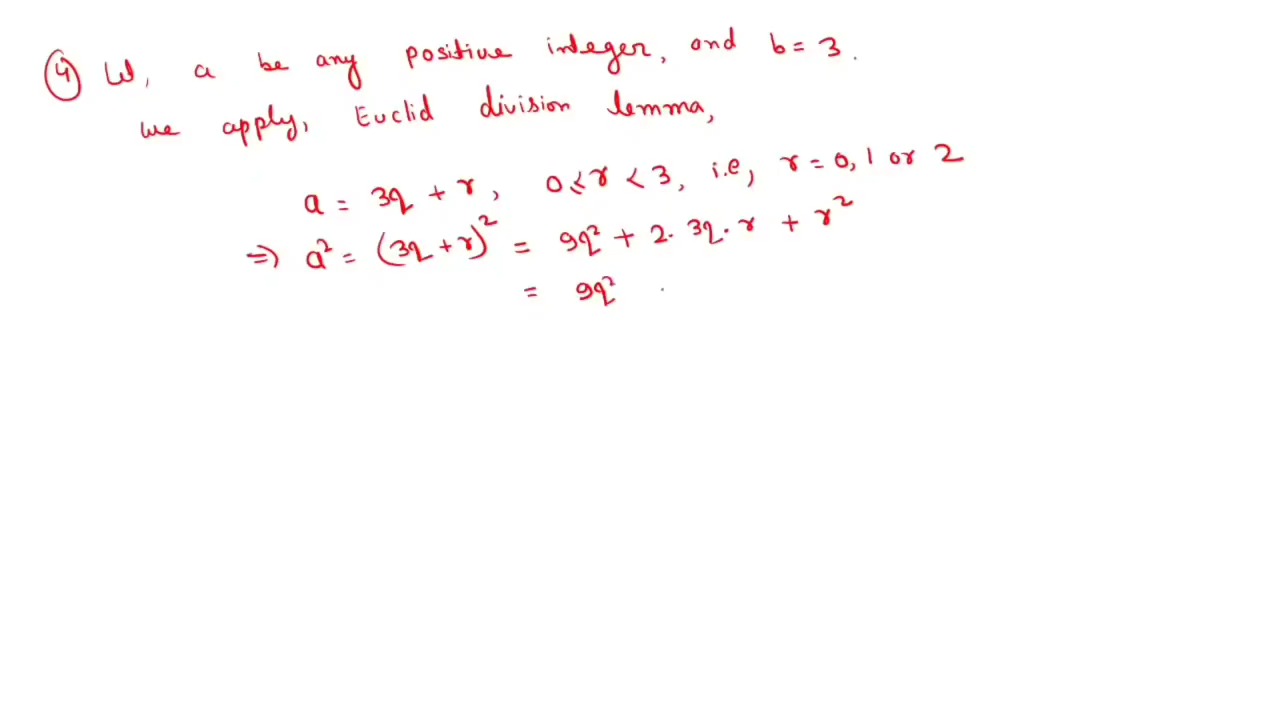 ④ Let, a be any positive integer, and b = 3.
we apply, Euclid division lemma,
a = 3q + r, 0 ≤ r < 3, i.e, r = 0, 1 or 2
⇒ a² = (3q + r)² = 9q² + 2· 3q · r + r²
= 9q²